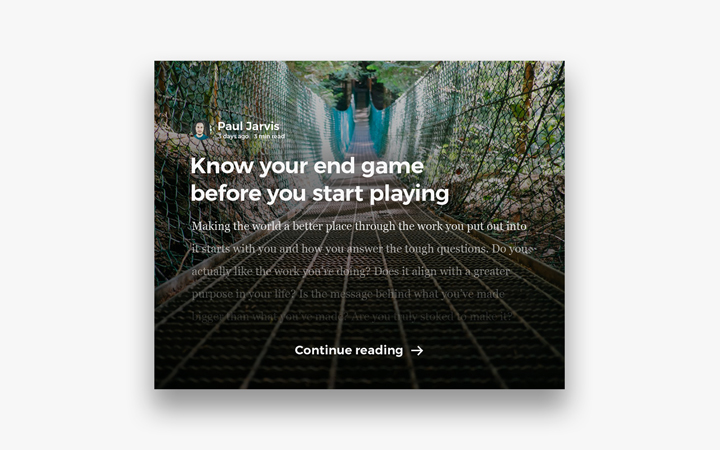 Paul Jarvis
3 days ago · 3 min read
Know your end game
before you start playing
Making the world a better place through the work you put out into
it starts with you and how you answer the tough questions. Do you
actually like the work you're doing? Does it align with a greater
purpose in your life? Is the message behind what you've made
bigger than what you've made? Are you truly stoked to make it?
Continue reading →